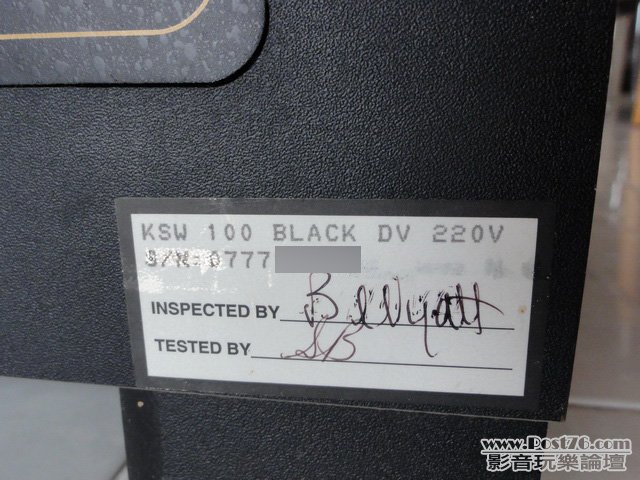 KSW 100 BLACK DV 220V
S/N: 0777
INSPECTED BY
TESTED BY SB
www.Post76.com
影音玩樂論壇